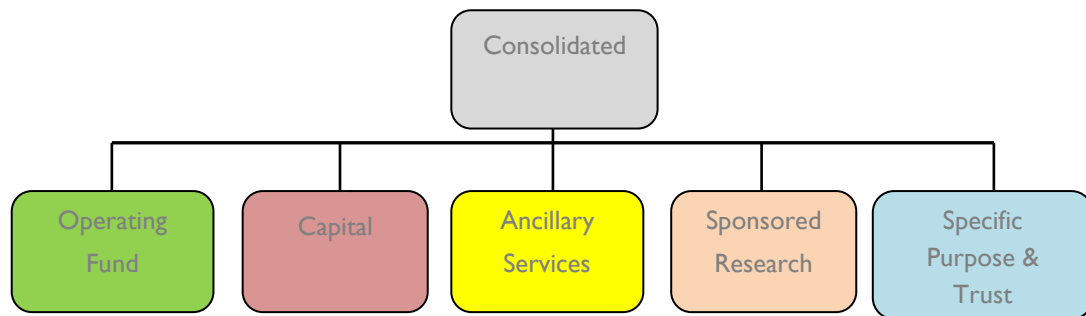 Consolidated
Operating
Fund
Capital
Ancillary
Services
Sponsored
Research
Specific
Purpose &
Trust